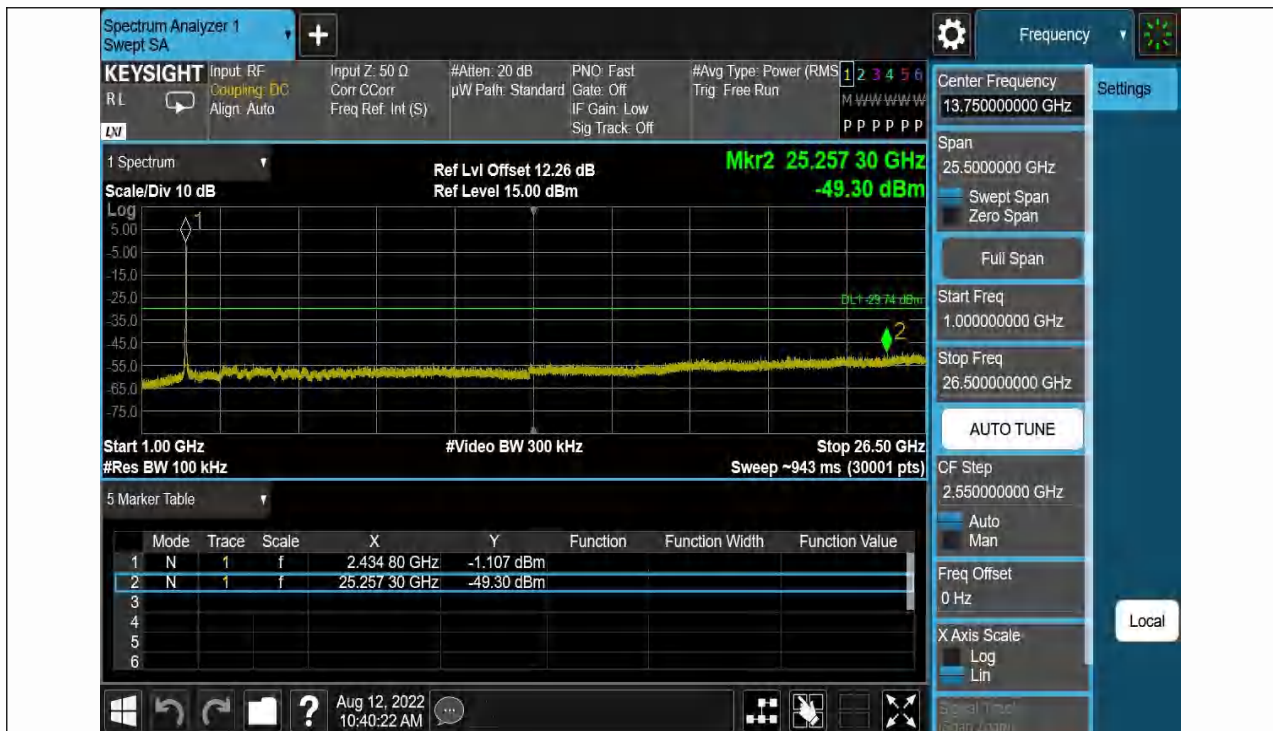 Spectrum Analyzer 1
Swept SA
Frequency
KEYSIGHT
R L
LXI
Input: RF
Coupling: DC
Align: Auto
Input Z: 50 Ω
Corr CCorr
Freq Ref: Int (S)
#Atten: 20 dB
µW Path: Standard
PNO: Fast
Gate: Off
IF Gain: Low
Sig Track: Off
#Avg Type: Power (RMS
Trig: Free Run
1 2 3 4 5 6
M W W W W W
P P P P P P
1 Spectrum
Scale/Div 10 dB
Ref Lvl Offset 12.26 dB
Ref Level 15.00 dBm
Mkr2 25.257 30 GHz
-49.30 dBm
Log
5.00
-5.00
-15.0
-25.0
-35.0
-45.0
-55.0
-65.0
-75.0
1
DL1 -29.74 dBm
2
Start 1.00 GHz
#Video BW 300 kHz
Stop 26.50 GHz
#Res BW 100 kHz
Sweep ~943 ms (30001 pts)
5 Marker Table
Mode Trace Scale X Y Function Function Width Function Value
1 N 1 f 2.434 80 GHz -1.107 dBm
2 N 1 f 25.257 30 GHz -49.30 dBm
3
4
5
6
Aug 12, 2022
10:40:22 AM
?
Center Frequency
13.750000000 GHz
Span
25.5000000 GHz
Swept Span
Zero Span
Full Span
Start Freq
1.000000000 GHz
Stop Freq
26.500000000 GHz
AUTO TUNE
CF Step
2.550000000 GHz
Auto
Man
Freq Offset
0 Hz
X Axis Scale
Log
Lin
Signal Track
(Span Zoom)
Settings
Local